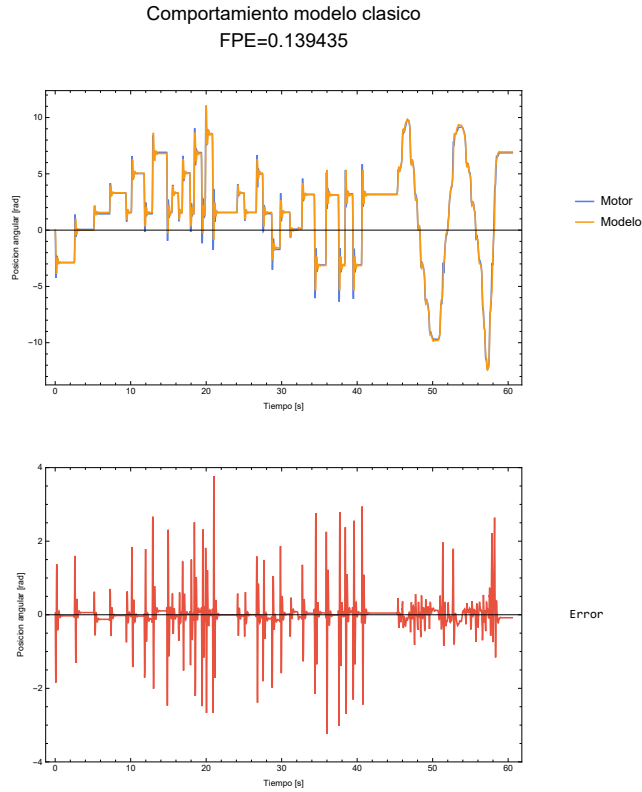 Comportamiento modelo clasico
FPE=0.139435
10
5
0
−5
−10
Posicion angular [rad]
0
10
20
30
40
50
60
Tiempo [s]
Motor
Modelo
4
2
0
−2
−4
Posicion angular [rad]
0
10
20
30
40
50
60
Tiempo [s]
Error